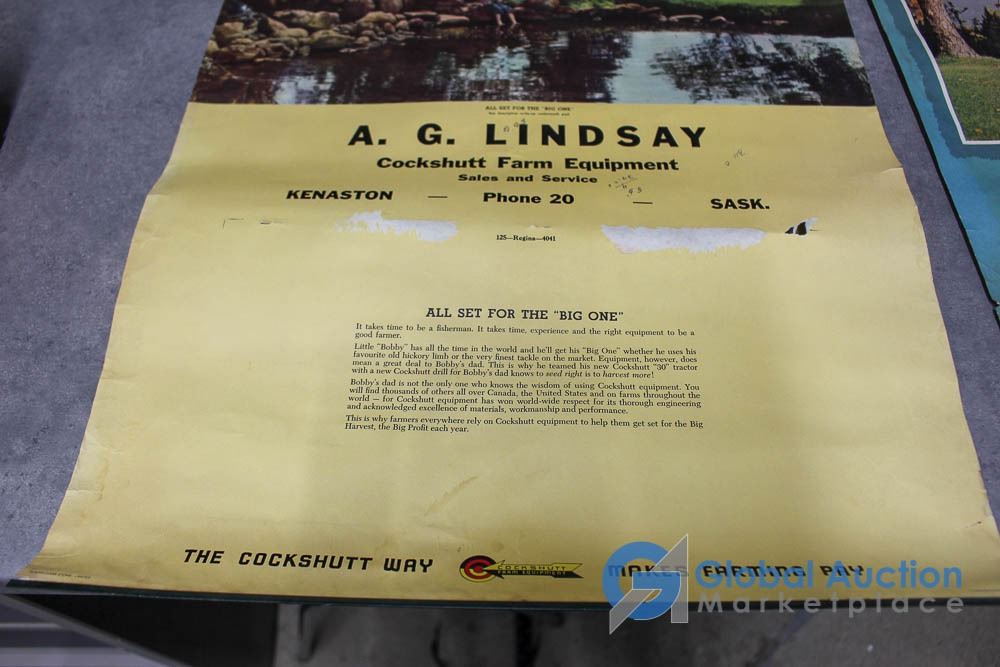 ALL SET FOR THE "BIG ONE"
A. G. LINDSAY
Cockshutt Farm Equipment
Sales and Service
KENASTON — Phone 20 — SASK.
125—Regina—4041
ALL SET FOR THE "BIG ONE"
It takes time to be a fisherman. It takes time, experience and the right equipment to be a
good farmer.
Little "Bobby" has all the time in the world and he'll get his "Big One" whether he uses his
favourite old hickory limb or the very finest tackle on the market. Equipment, however, does
mean a great deal to Bobby's dad. This is why he teamed his new Cockshutt "30" tractor
with a new Cockshutt drill for Bobby's dad knows to seed right is to harvest more!
Bobby's dad is not the only one who knows the wisdom of using Cockshutt equipment. You
will find thousands of others all over Canada, the United States and on farms throughout the
world — for Cockshutt equipment has won world-wide respect for its thorough engineering
and acknowledged excellence of materials, workmanship and performance.
This is why farmers everywhere rely on Cockshutt equipment to help them get set for the Big
Harvest, the Big Profit each year.
THE COCKSHUTT WAY COCKSHUTT MAKES FARMING PAY
FARM EQUIPMENT
Global Auction
Marketplace